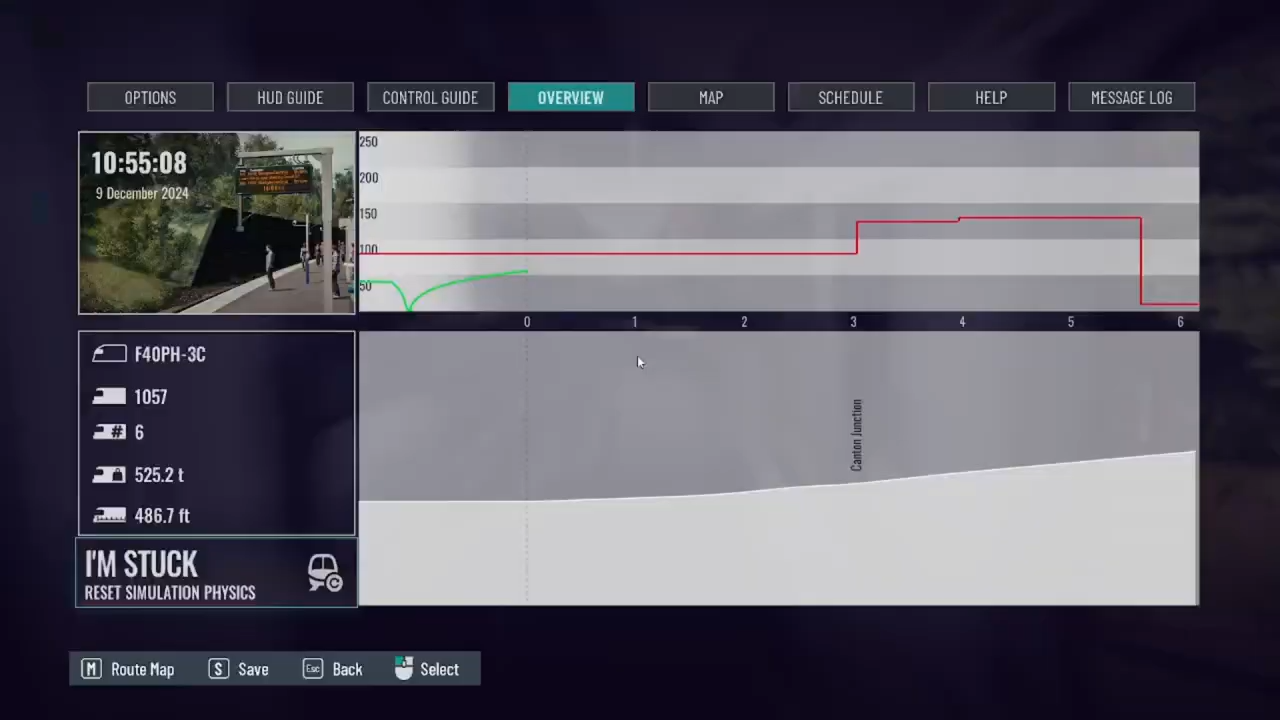 OPTIONS
HUD GUIDE
CONTROL GUIDE
OVERVIEW
MAP
SCHEDULE
HELP
MESSAGE LOG
10:55:08
9 December 2024
250
200
150
100
50
0 1 2 3 4 5 6
F40PH-3C
1057
# 6
525.2 t
486.7 ft
Canton Junction
I'M STUCK
RESET SIMULATION PHYSICS
M Route Map
S Save
Esc Back
Select